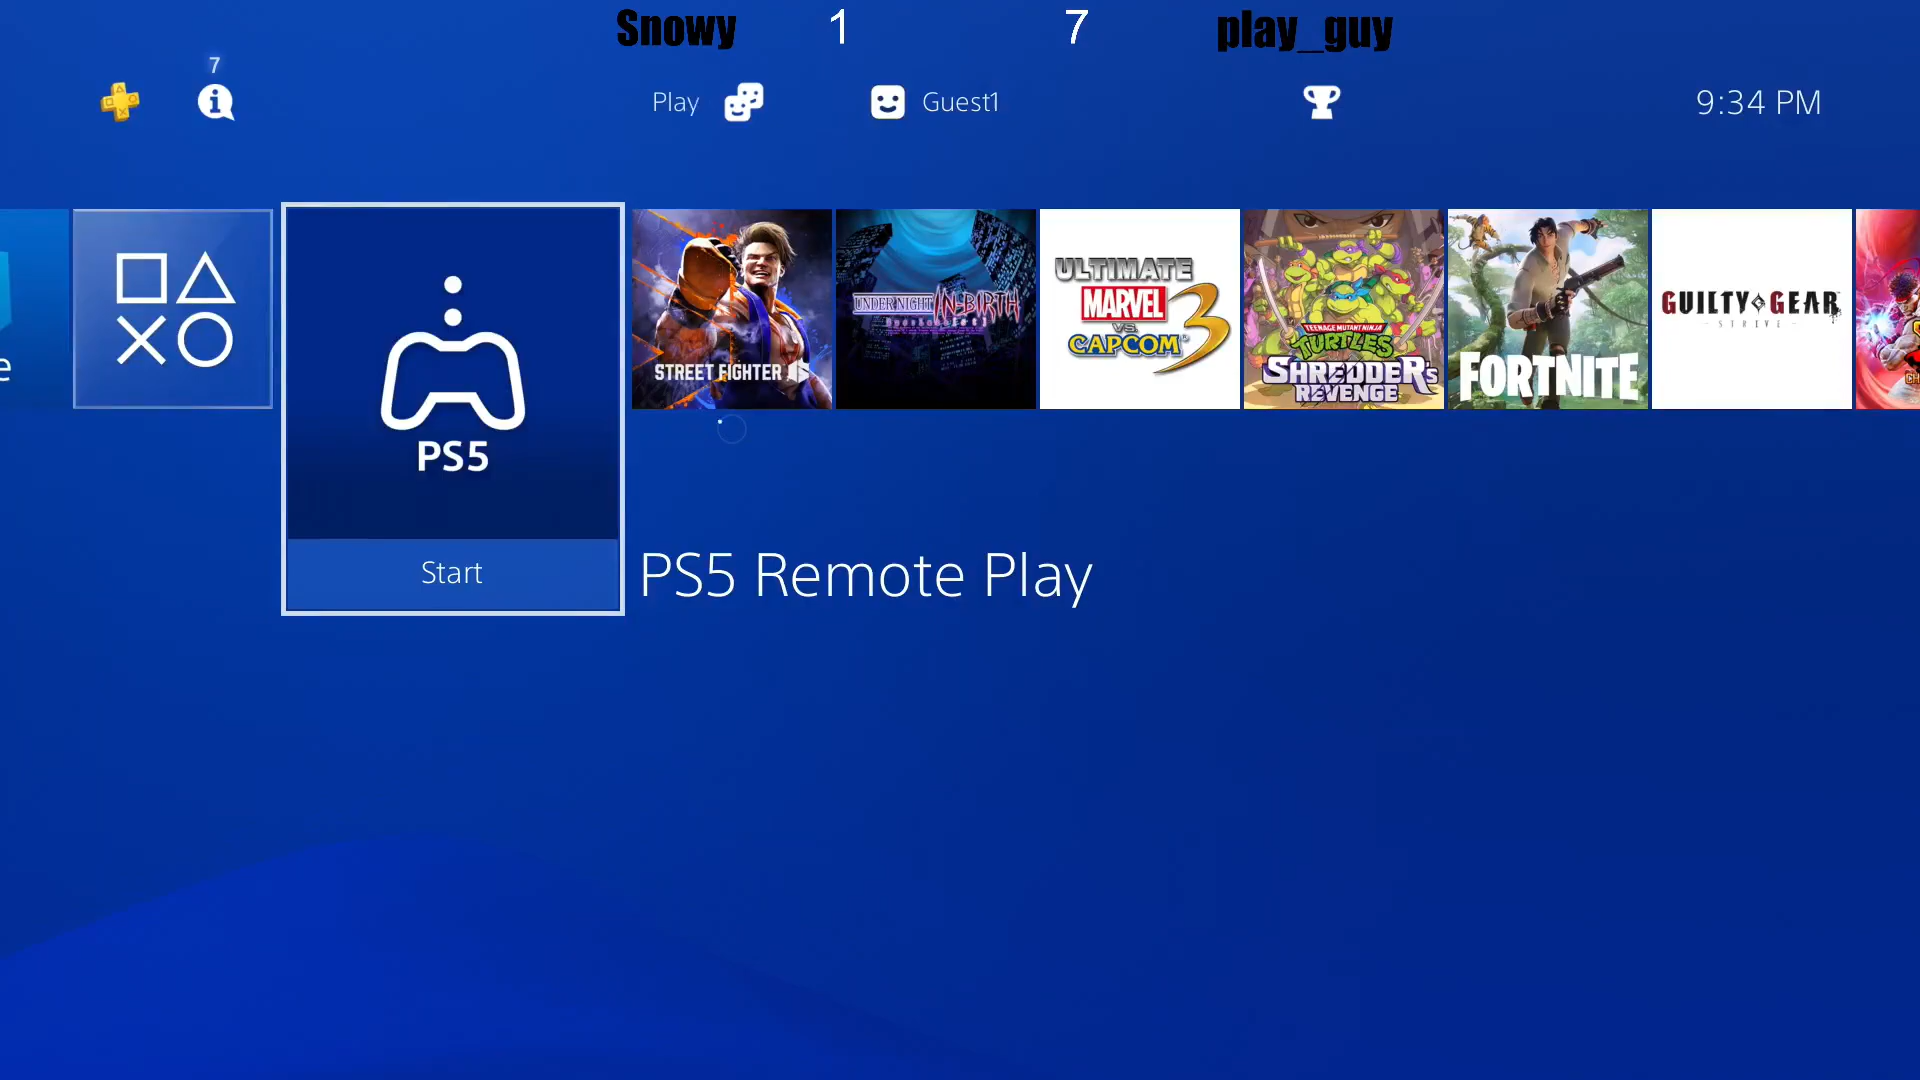 Snowy 1 7 play_guy
7
Play Guest1 9:34 PM
e
PS5
Start
PS5 Remote Play
STREET FIGHTER 6
UNDER NIGHT IN-BIRTH
ULTIMATE
MARVEL
VS.
CAPCOM 3
TEENAGE MUTANT NINJA
TURTLES
SHREDDER'S
REVENGE
FORTNITE
GUILTY GEAR
-STRIVE-